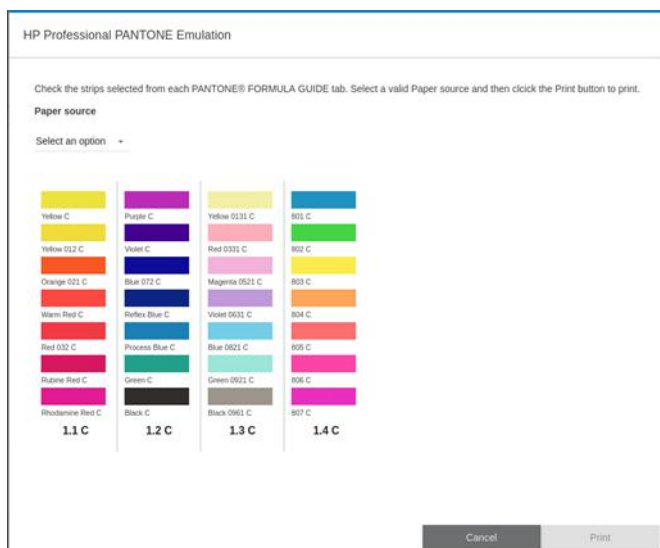 HP Professional PANTONE Emulation
Check the strips selected from each PANTONE® FORMULA GUIDE tab. Select a valid Paper source and then clcick the Print button to print.
Paper source
Select an option
Yellow C
Purple C
Yellow 0131 C
801 C
Yellow 012 C
Violet C
Red 0331 C
802 C
Orange 021 C
Blue 072 C
Magenta 0521 C
803 C
Warm Red C
Reflex Blue C
Violet 0631 C
804 C
Red 032 C
Process Blue C
Blue 0821 C
805 C
Rubine Red C
Green C
Green 0921 C
806 C
Rhodamine Red C
Black C
Black 0961 C
807 C
1.1 C
1.2 C
1.3 C
1.4 C
Cancel
Print